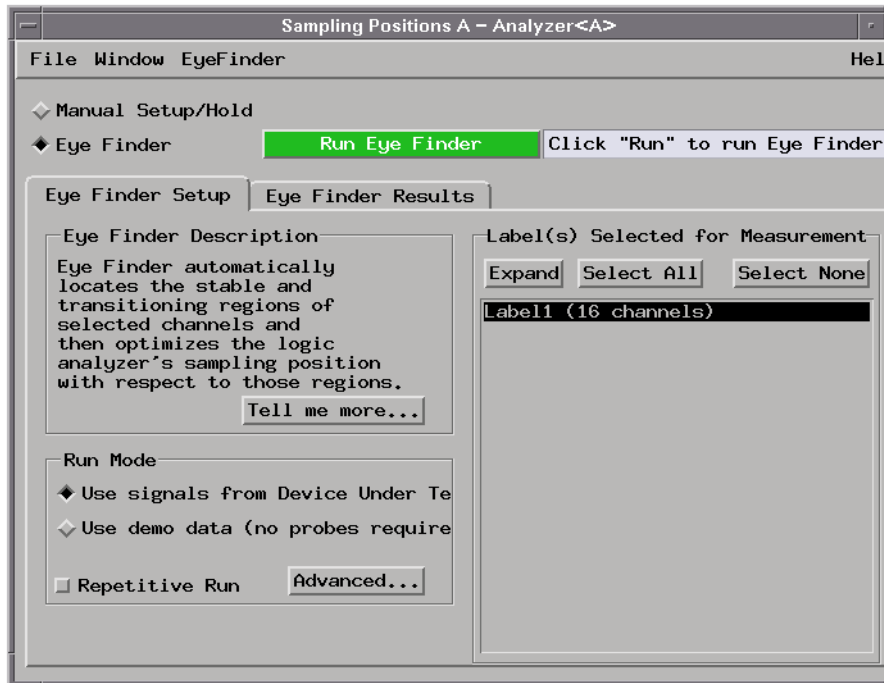 Sampling Positions A – Analyzer<A>
File Window EyeFinder Hel
Manual Setup/Hold
Eye Finder Run Eye Finder Click "Run" to run Eye Finder
Eye Finder Setup Eye Finder Results
Eye Finder Description
Eye Finder automatically
locates the stable and
transitioning regions of
selected channels and
then optimizes the logic
analyzer's sampling position
with respect to those regions.
Tell me more...
Run Mode
Use signals from Device Under Te
Use demo data (no probes require
Repetitive Run Advanced...
Label(s) Selected for Measurement
Expand Select All Select None
Label1 (16 channels)